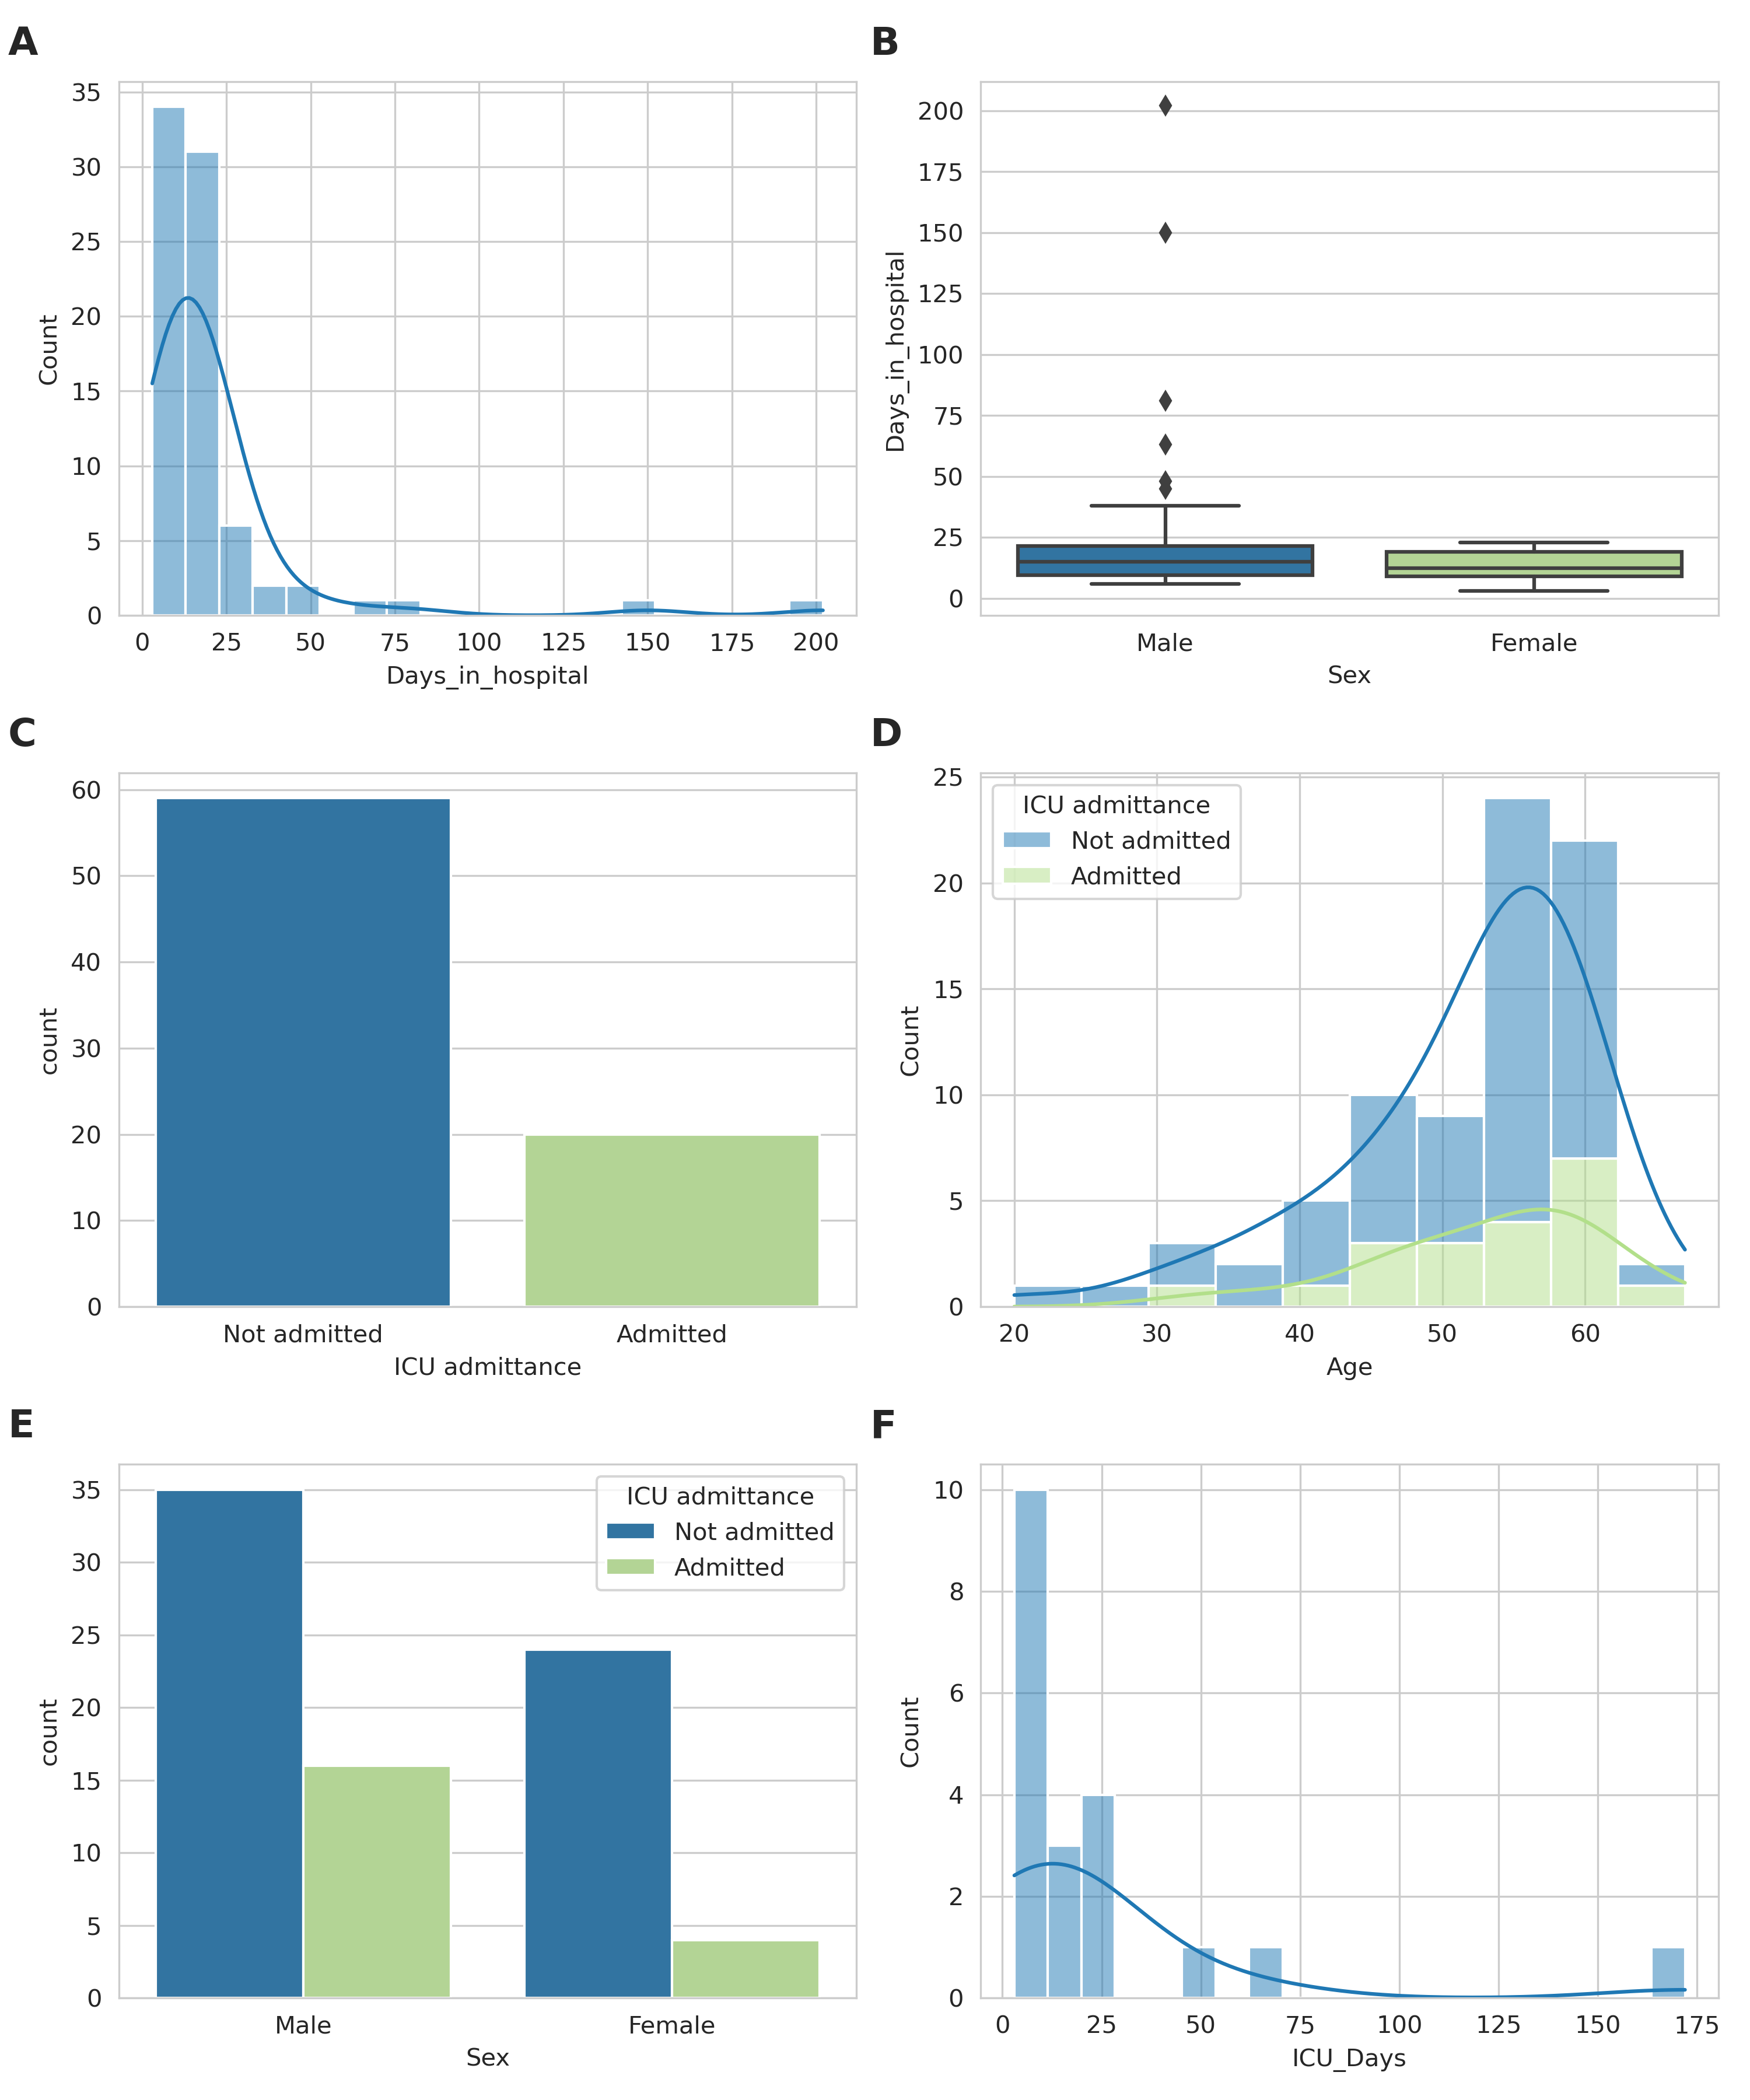 A
35
30
25
20
15
10
5
0
Count
0 25 50 75 100 125 150 175 200
Days_in_hospital
B
200
175
150
125
100
75
50
25
0
Days_in_hospital
Male Female
Sex
C
60
50
40
30
20
10
0
count
Not admitted Admitted
ICU admittance
D
25
20
15
10
5
0
Count
ICU admittance
Not admitted
Admitted
20 30 40 50 60
Age
E
35
30
25
20
15
10
5
0
count
ICU admittance
Not admitted
Admitted
Male Female
Sex
F
10
8
6
4
2
0
Count
0 25 50 75 100 125 150 175
ICU_Days